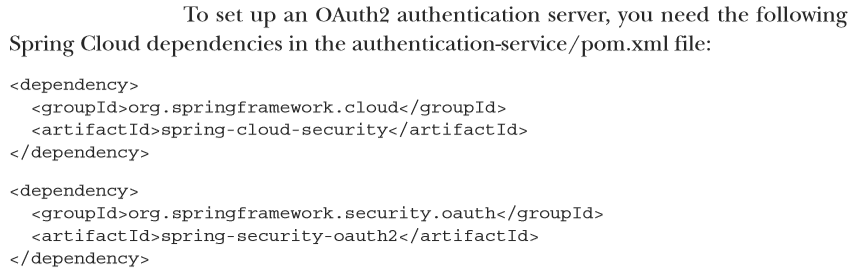 To set up an OAuth2 authentication server, you need the following
Spring Cloud dependencies in the authentication-service/pom.xml file:
<dependency>
  <groupId>org.springframework.cloud</groupId>
  <artifactId>spring-cloud-security</artifactId>
</dependency>
<dependency>
  <groupId>org.springframework.security.oauth</groupId>
  <artifactId>spring-security-oauth2</artifactId>
</dependency>